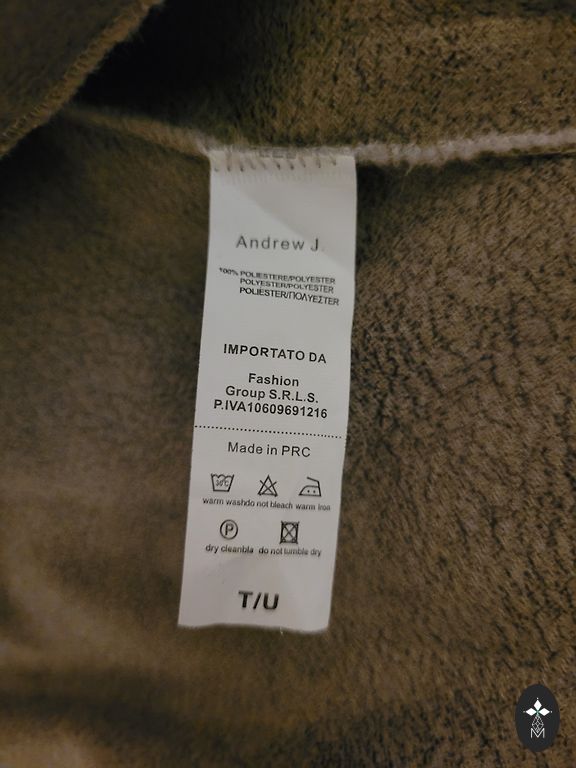 Andrew J.
100% POLIESTERE/POLYESTER
POLYESTER/POLYESTER
POLIESTER/ΠΟΛΥΕΣΤΕΡ
IMPORTATO DA
Fashion
Group S.R.L.S.
P.IVA10609691216
Made in PRC
30°C
warm washdo not bleach warm iron
P
dry cleanbla do not tumble dry
T/U
M